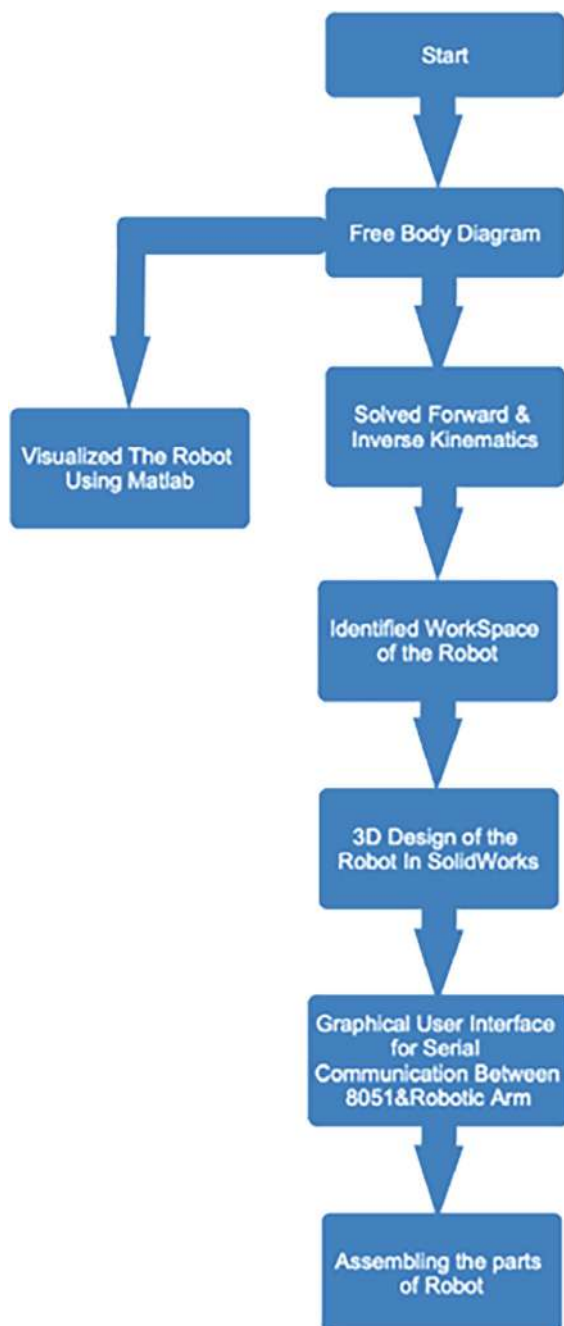 Start
Free Body Diagram
Solved Forward &
Inverse Kinematics
Visualized The Robot
Using Matlab
Identified WorkSpace
of the Robot
3D Design of the
Robot In SolidWorks
Graphical User Interface
for Serial
Communication Between
8051&Robotic Arm
Assembling the parts
of Robot